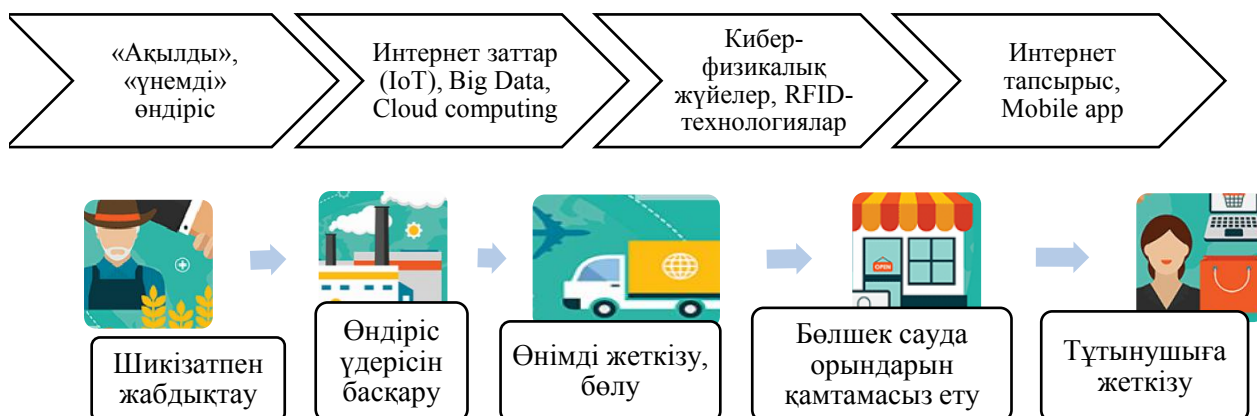 «Ақылды»,
«үнемді»
өндіріс
Интернет заттар
(IoT), Big Data,
Cloud computing
Кибер-
физикалық
жүйелер, RFID-
технологиялар
Интернет
тапсырыс,
Mobile app
OPEN
Шикізатпен
жабдықтау
Өндіріс
үдерісін
басқару
Өнімді жеткізу,
бөлу
Бөлшек сауда
орындарын
қамтамасыз ету
Тұтынушыға
жеткізу